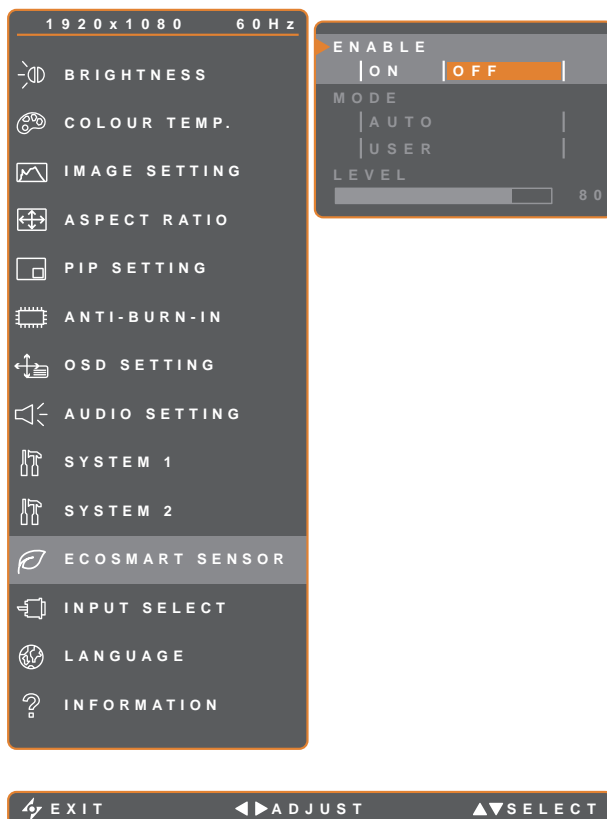 1920x1080 60Hz
BRIGHTNESS
COLOUR TEMP.
IMAGE SETTING
ASPECT RATIO
PIP SETTING
ANTI-BURN-IN
OSD SETTING
AUDIO SETTING
SYSTEM 1
SYSTEM 2
ECOSMART SENSOR
INPUT SELECT
LANGUAGE
INFORMATION
ENABLE
ON OFF
MODE
AUTO
USER
LEVEL
80
EXIT ADJUST SELECT